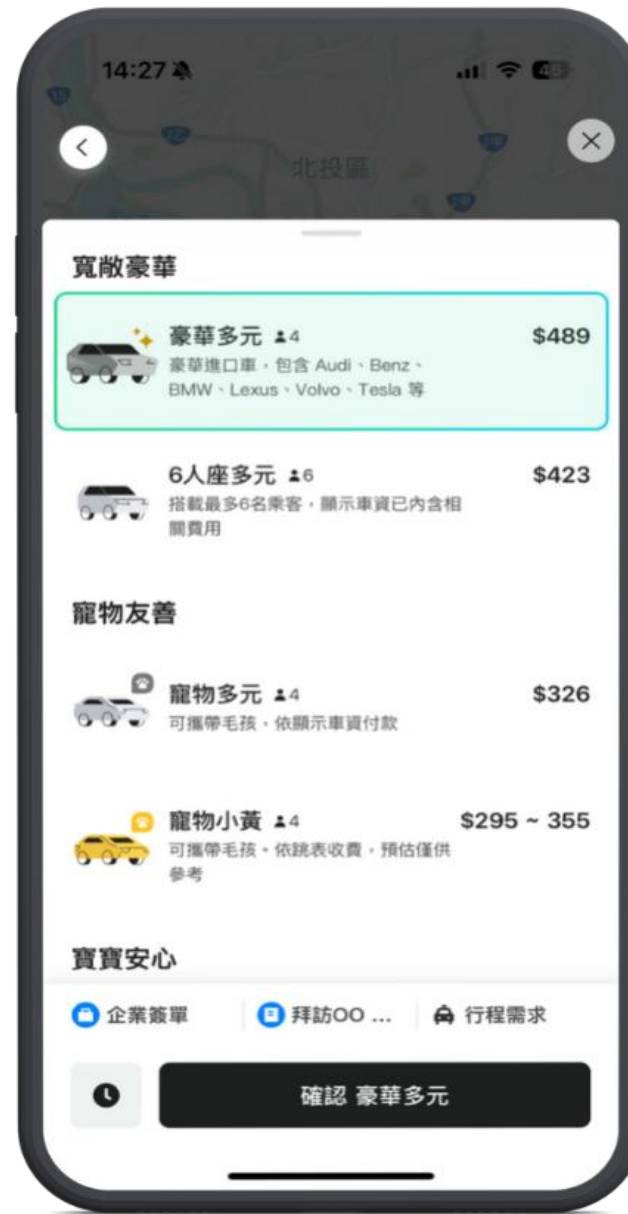 14:27
46
北投區
寬敞豪華
豪華多元 4
$489
豪華進口車，包含 Audi、Benz、
BMW、Lexus、Volvo、Tesla 等
6人座多元 6
$423
搭載最多6名乘客，顯示車資已內含相
關費用
寵物友善
寵物多元 4
$326
可攜帶毛孩，依顯示車資付款
寵物小黃 4
$295 ~ 355
可攜帶毛孩。依跳表收費，預估僅供
參考
寶寶安心
企業簽單
拜訪OO ...
行程需求
確認 豪華多元